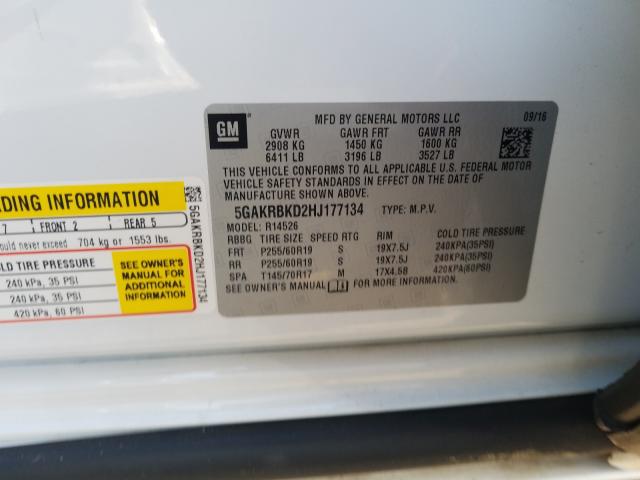 DING INFORMATION
7 FRONT 2 REAR 5
ould never exceed 704 kg or 1553 lbs
COLD TIRE PRESSURE
240 kPa, 35 PSI
240 kPa, 35 PSI
420 kPa, 60 PSI
SEE OWNER'S
MANUAL FOR
ADDITIONAL
INFORMATION
5GAKRBKD2HJ177134
GM
MFD BY GENERAL MOTORS LLC 09/16
GVWR GAWR FRT GAWR RR
2908 KG 1450 KG 1600 KG
6411 LB 3196 LB 3527 LB
THIS VEHICLE CONFORMS TO ALL APPLICABLE U.S. FEDERAL MOTOR
VEHICLE SAFETY STANDARDS IN EFFECT ON THE DATE OF
MANUFACTURE SHOWN ABOVE.
5GAKRBKD2HJ177134 TYPE: M.P.V.
MODEL: R14526
RBBG TIRE SIZE SPEED RTG RIM COLD TIRE PRESSURE
FRT P255/60R19 S 19X7.5J 240KPA(35PSI)
RR P255/60R19 S 19X7.5J 240KPA(35PSI)
SPA T145/70R17 M 17X4.5B 420KPA(60PSI)
SEE OWNER'S MANUAL FOR MORE INFORMATION.